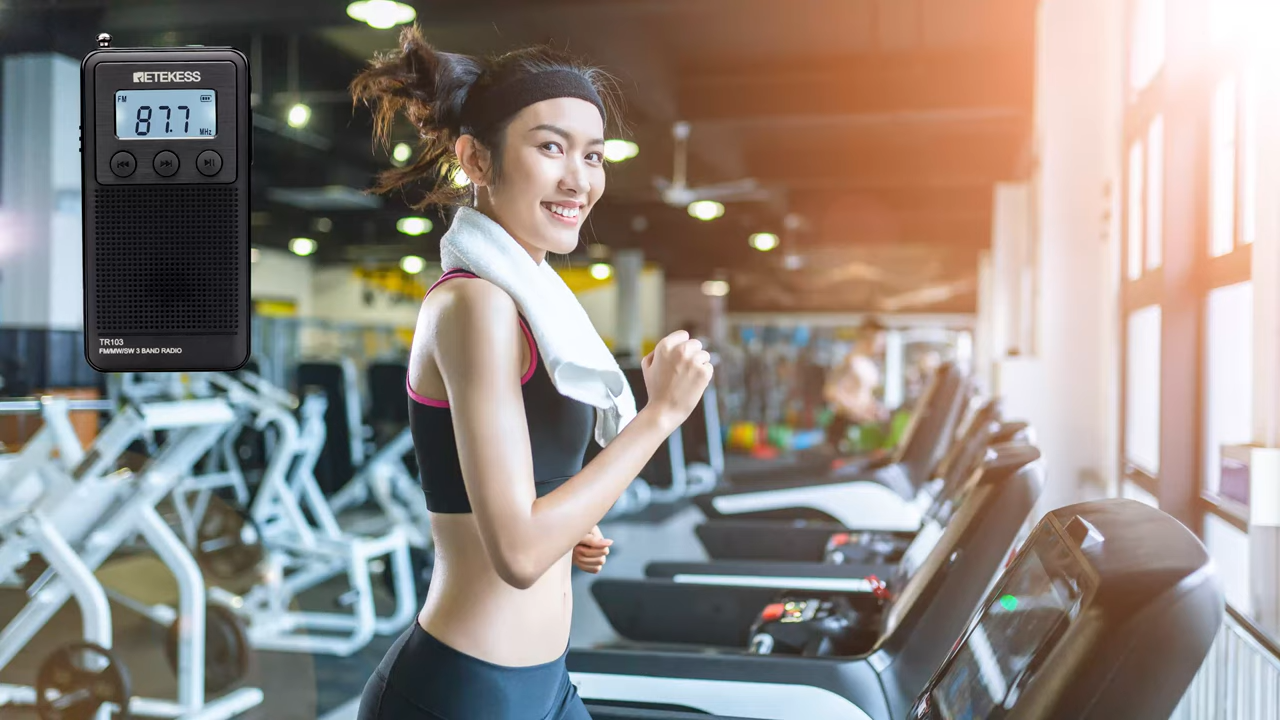 RETEKESS
FM
87.7
MHz
TR103
FM/MW/SW 3 BAND RADIO